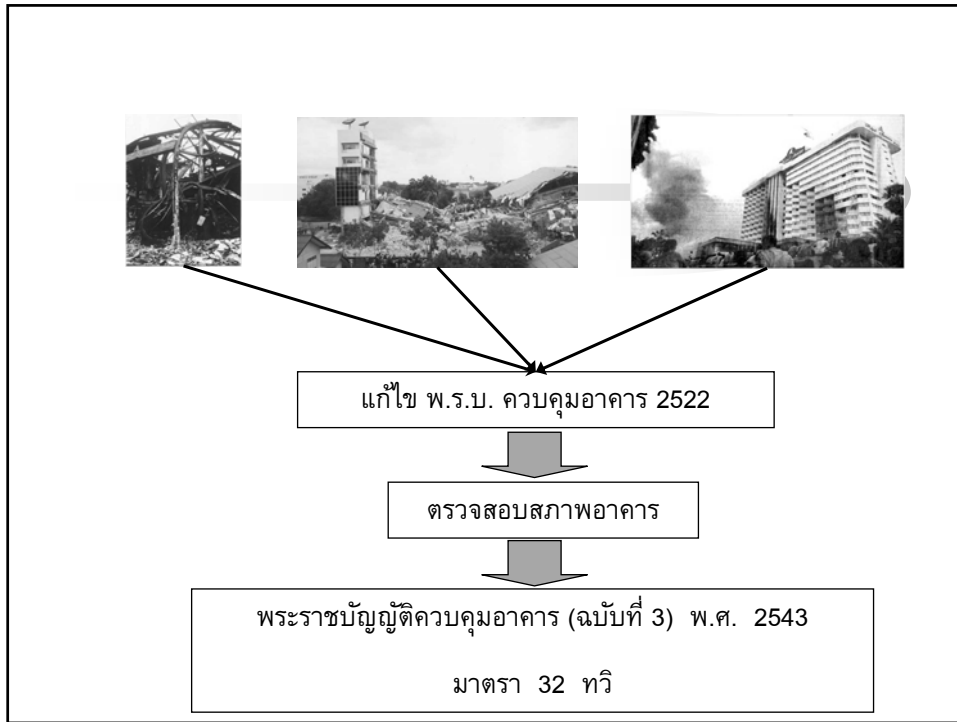 แก้ไข พ.ร.บ. ควบคุมอาคาร 2522
ตรวจสอบสภาพอาคาร
พระราชบัญญัติควบคุมอาคาร (ฉบับที่ 3) พ.ศ. 2543
มาตรา 32 ทวิ